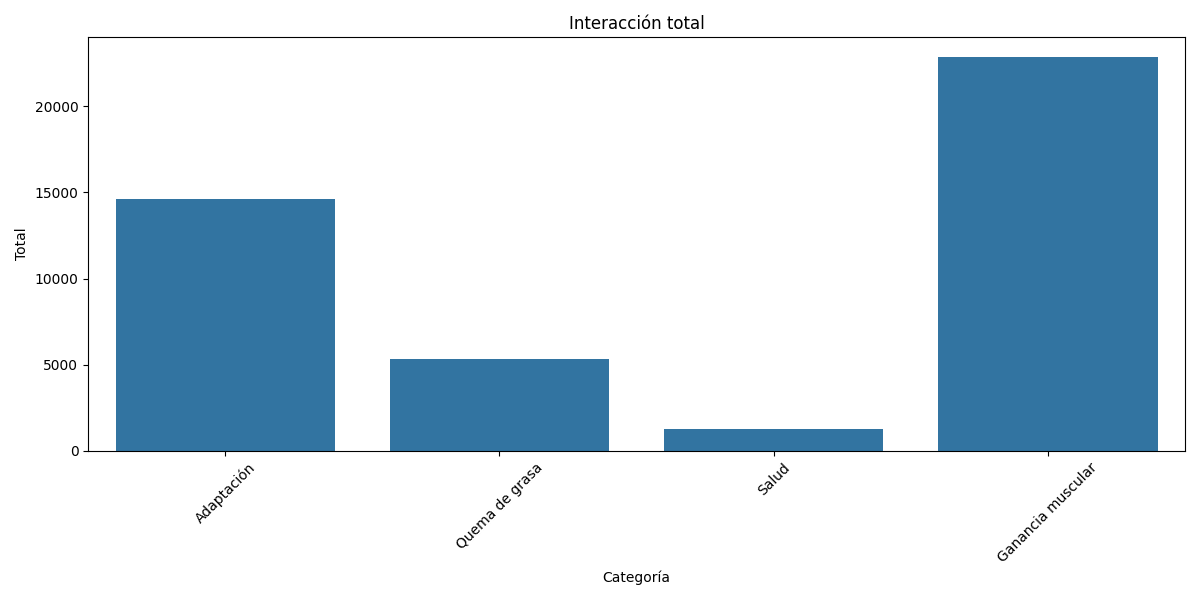 Interacción total
Total
20000
15000
10000
5000
0
Adaptación
Quema de grasa
Salud
Ganancia muscular
Categoría